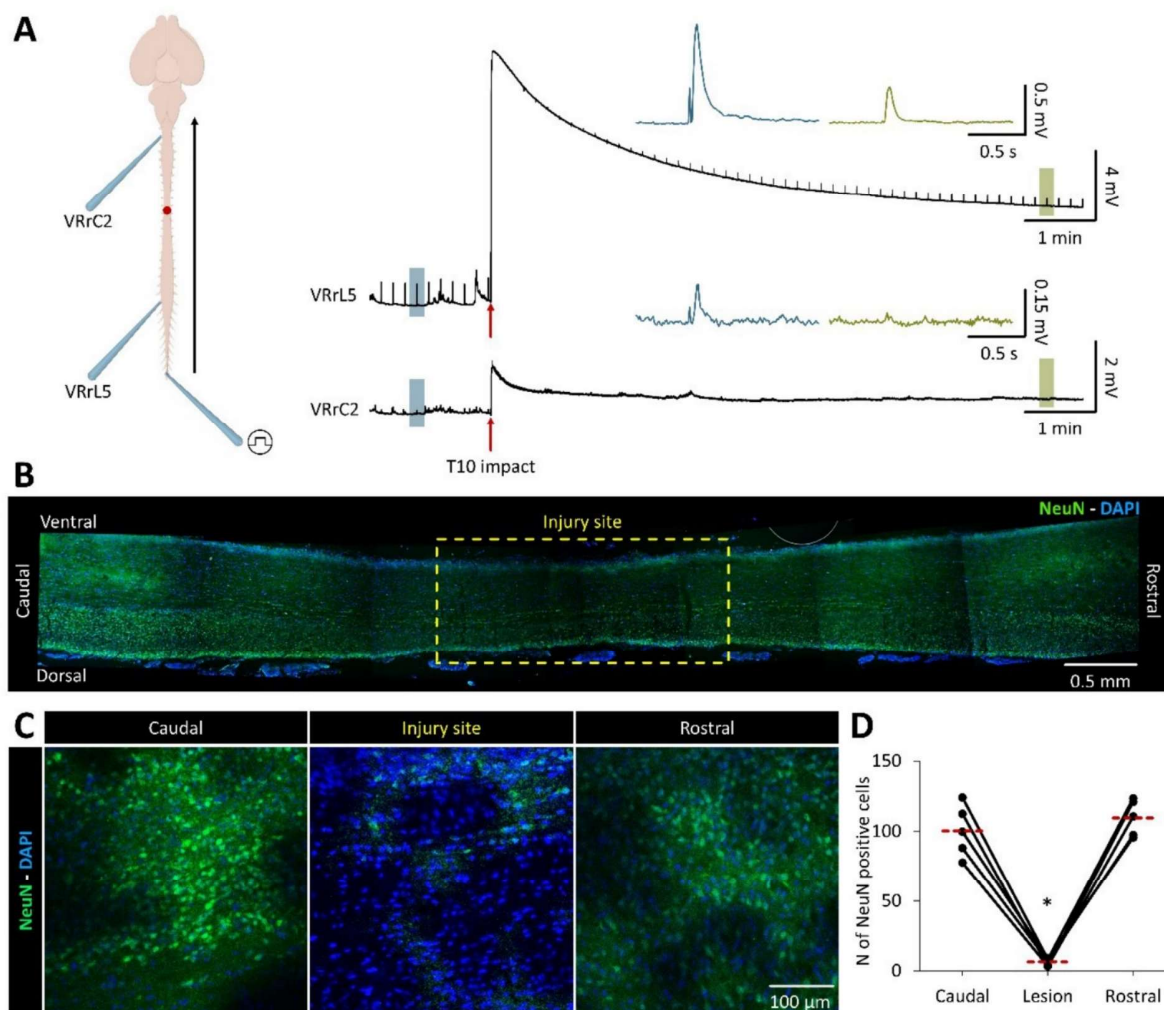 A
VRrC2
VRrL5
0.5 mV
0.5 s
4 mV
1 min
VRrL5
0.15 mV
0.5 s
2 mV
VRrC2
1 min
T10 impact
B
Ventral
Injury site
NeuN - DAPI
Caudal
Rostral
Dorsal
0.5 mm
C
Caudal
Injury site
Rostral
NeuN - DAPI
100 µm
D
N of NeuN positive cells
150
100
50
0
*
Caudal
Lesion
Rostral